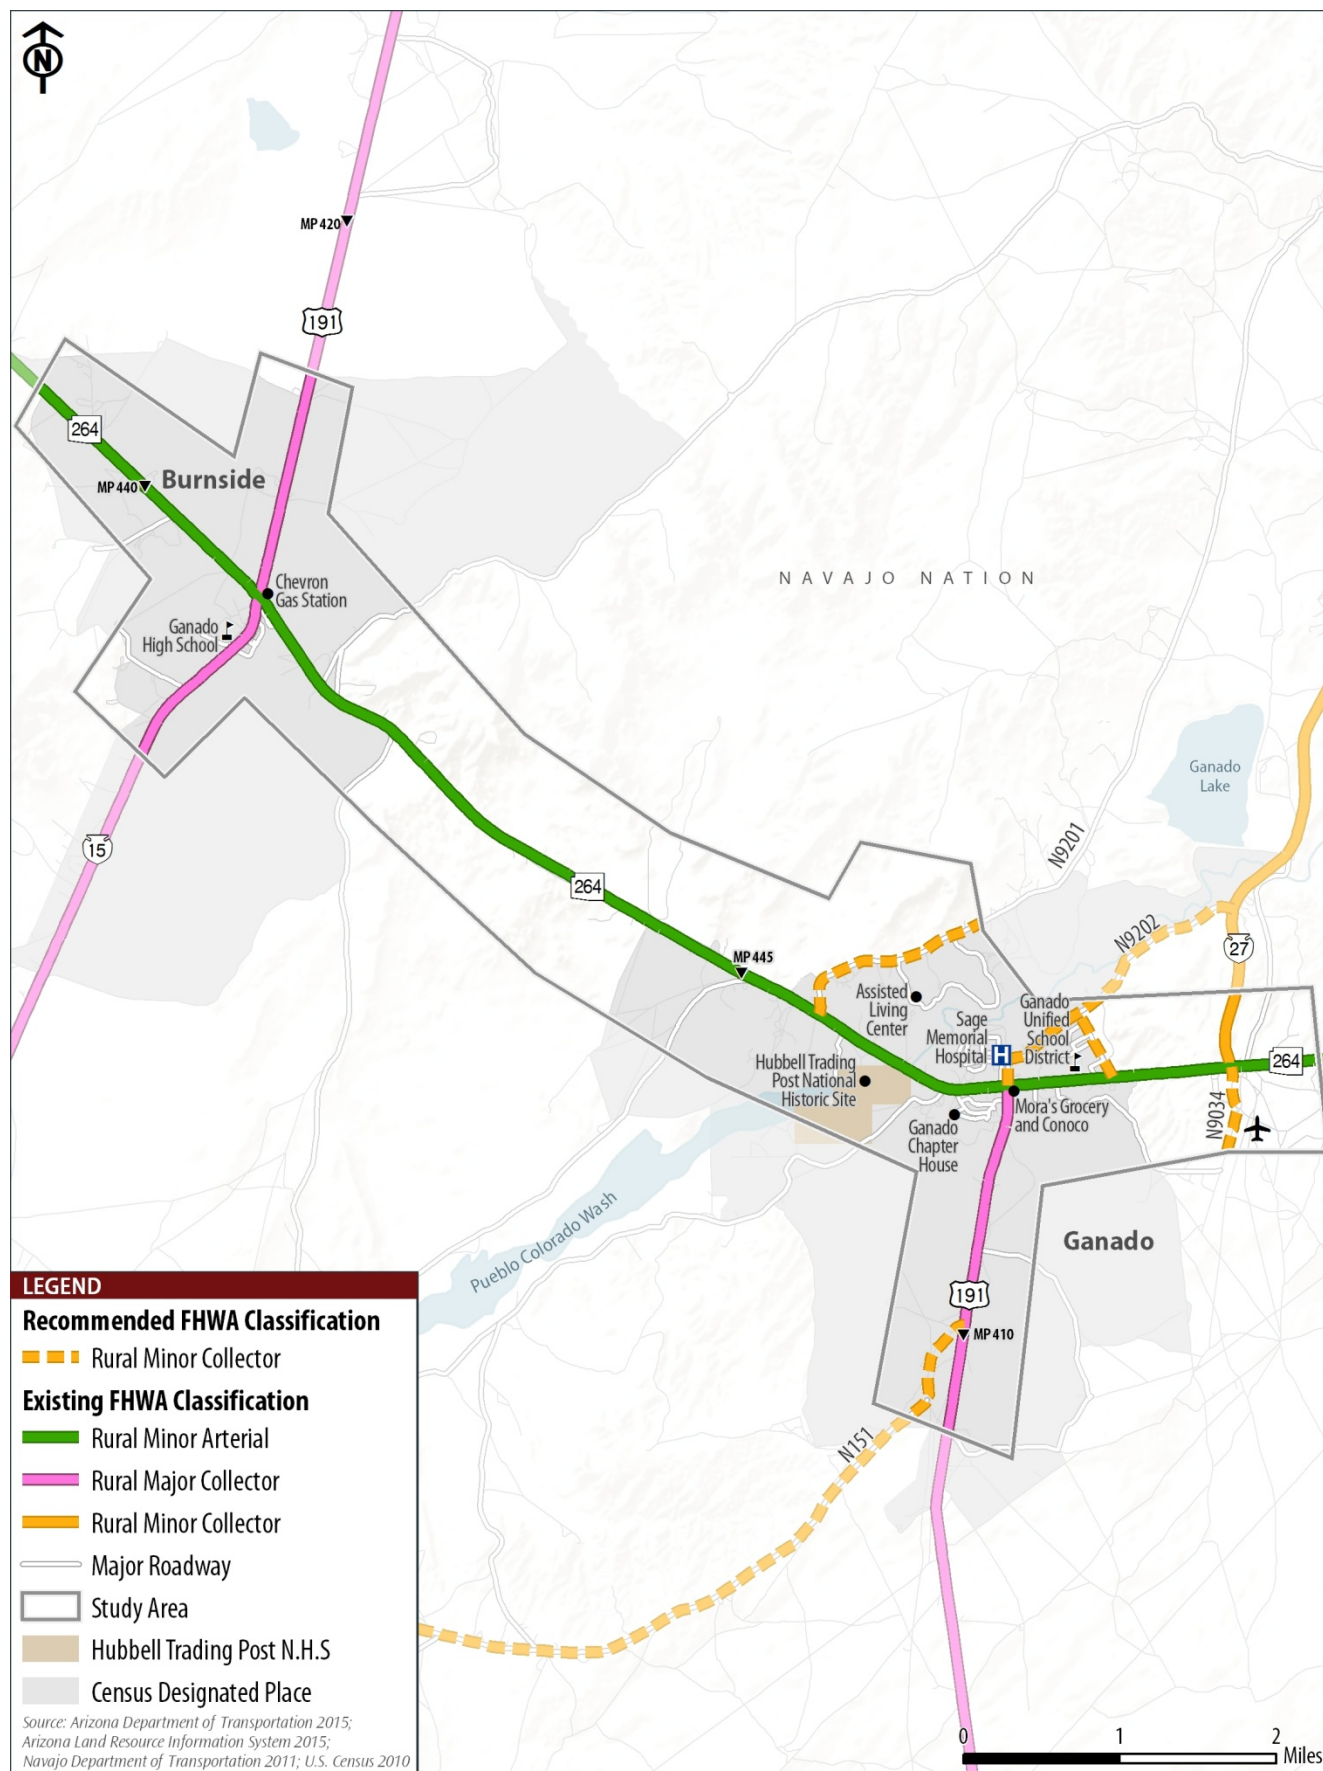 N
MP 420
191
264
Burnside
MP 440
Chevron
Gas Station
Ganado
High School
NAVAJO NATION
15
264
Ganado
Lake
N9201
N9202
27
MP 445
Assisted
Living
Center
Sage
Memorial
Hospital
H
Ganado
Unified
School
District
264
Hubbell Trading
Post National
Historic Site
Mora's Grocery
and Conoco
Ganado
Chapter
House
N9034
Pueblo Colorado Wash
Ganado
191
MP 410
N151
LEGEND
Recommended FHWA Classification
Rural Minor Collector
Existing FHWA Classification
Rural Minor Arterial
Rural Major Collector
Rural Minor Collector
Major Roadway
Study Area
Hubbell Trading Post N.H.S
Census Designated Place
Source: Arizona Department of Transportation 2015;
Arizona Land Resource Information System 2015;
Navajo Department of Transportation 2011; U.S. Census 2010
0 1 2
Miles